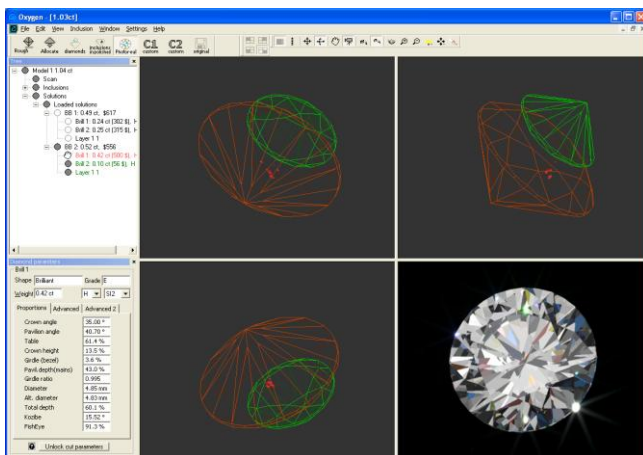 Oxygen - [1.03ct]
File Edit View Inclusion Window Settings Help
Rough Allocate diamonds Inclusions Photoreal C1 custom C2 custom original
Tree
Model 1 1.04 ct
Scan
Inclusions
Solutions
Loaded solutions
BB 1: 0.49 ct, $617
Brill 1: 0.24 ct (302 $), H
Brill 2: 0.25 ct (315 $), H
Layer 1 1
BB 2: 0.52 ct, $556
Brill 1: 0.42 ct (500 $), H
Brill 2: 0.10 ct (56 $), H
Layer 1 1
Diamond parameters
Brill 1
Shape Brilliant Grade E
Weight 0.42 ct H SI2
Proportions Advanced Advanced 2
Crown angle 35.00 °
Pavilion angle 40.78 °
Table 61.4 %
Crown height 13.5 %
Girdle (bezel) 3.6 %
Pavil.depth(mains) 43.0 %
Girdle ratio 0.995
Diameter 4.85 mm
Alt. diameter 4.83 mm
Total depth 60.1 %
Kozibe 15.52 °
FishEye 91.3 %
Unlock cut parameters